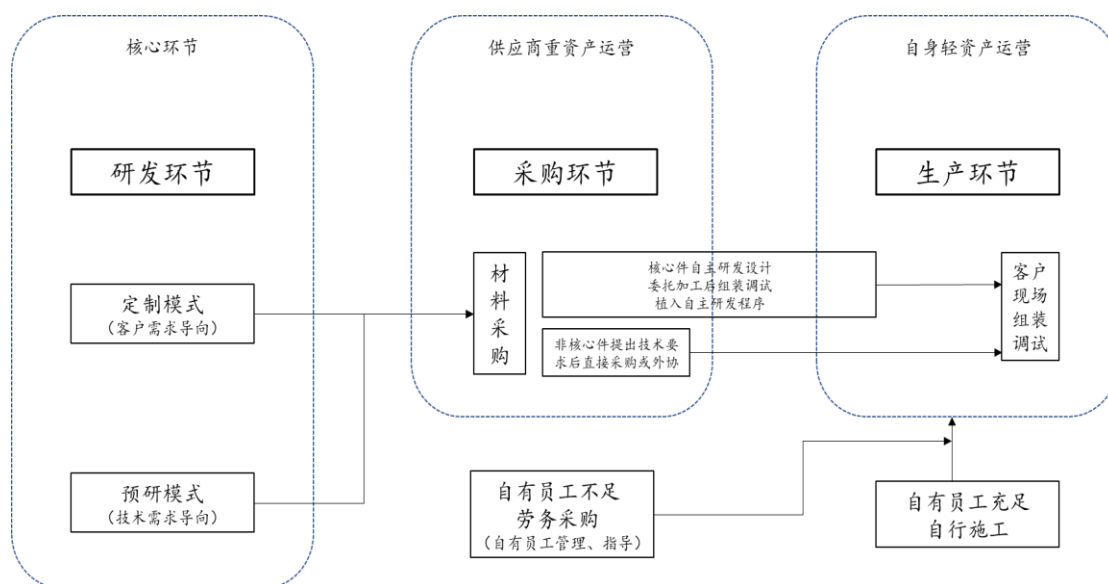 核心环节
供应商重资产运营
自身轻资产运营
研发环节
采购环节
生产环节
定制模式
（客户需求导向）
材
料
采
购
核心件自主研发设计
委托加工后组装调试
植入自主研发程序
非核心件提出技术要
求后直接采购或外协
客户
现场
组装
调试
预研模式
（技术需求导向）
自有员工不足
劳务采购
（自有员工管理、指导）
自有员工充足
自行施工